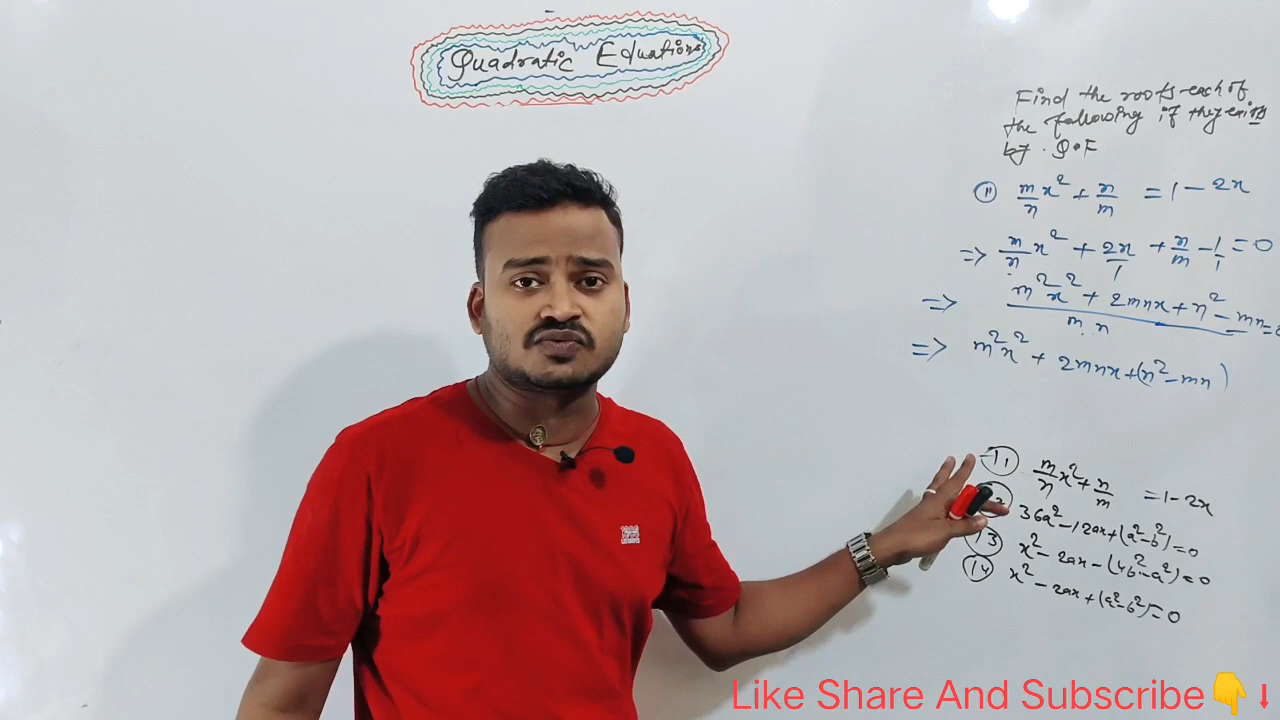 Quadratic Equations
Find the roots each of
the following if they exists
by Q.F
(11) m/n x² + n/m = 1 - 2x
=> m/n x² + 2x/1 + n/m - 1/1 = 0
=> m²x² + 2mnx + n² - mn / m.n =
=> m²x² + 2mnx + (n² - mn)
11 m/n x² + n/m = 1 - 2x
36a² - 12ax + (a² - b²) = 0
13 x² - 2ax - (4b² - a²) = 0
14 x² - 2ax + (a² - b²) = 0
Like Share And Subscribe👇↓